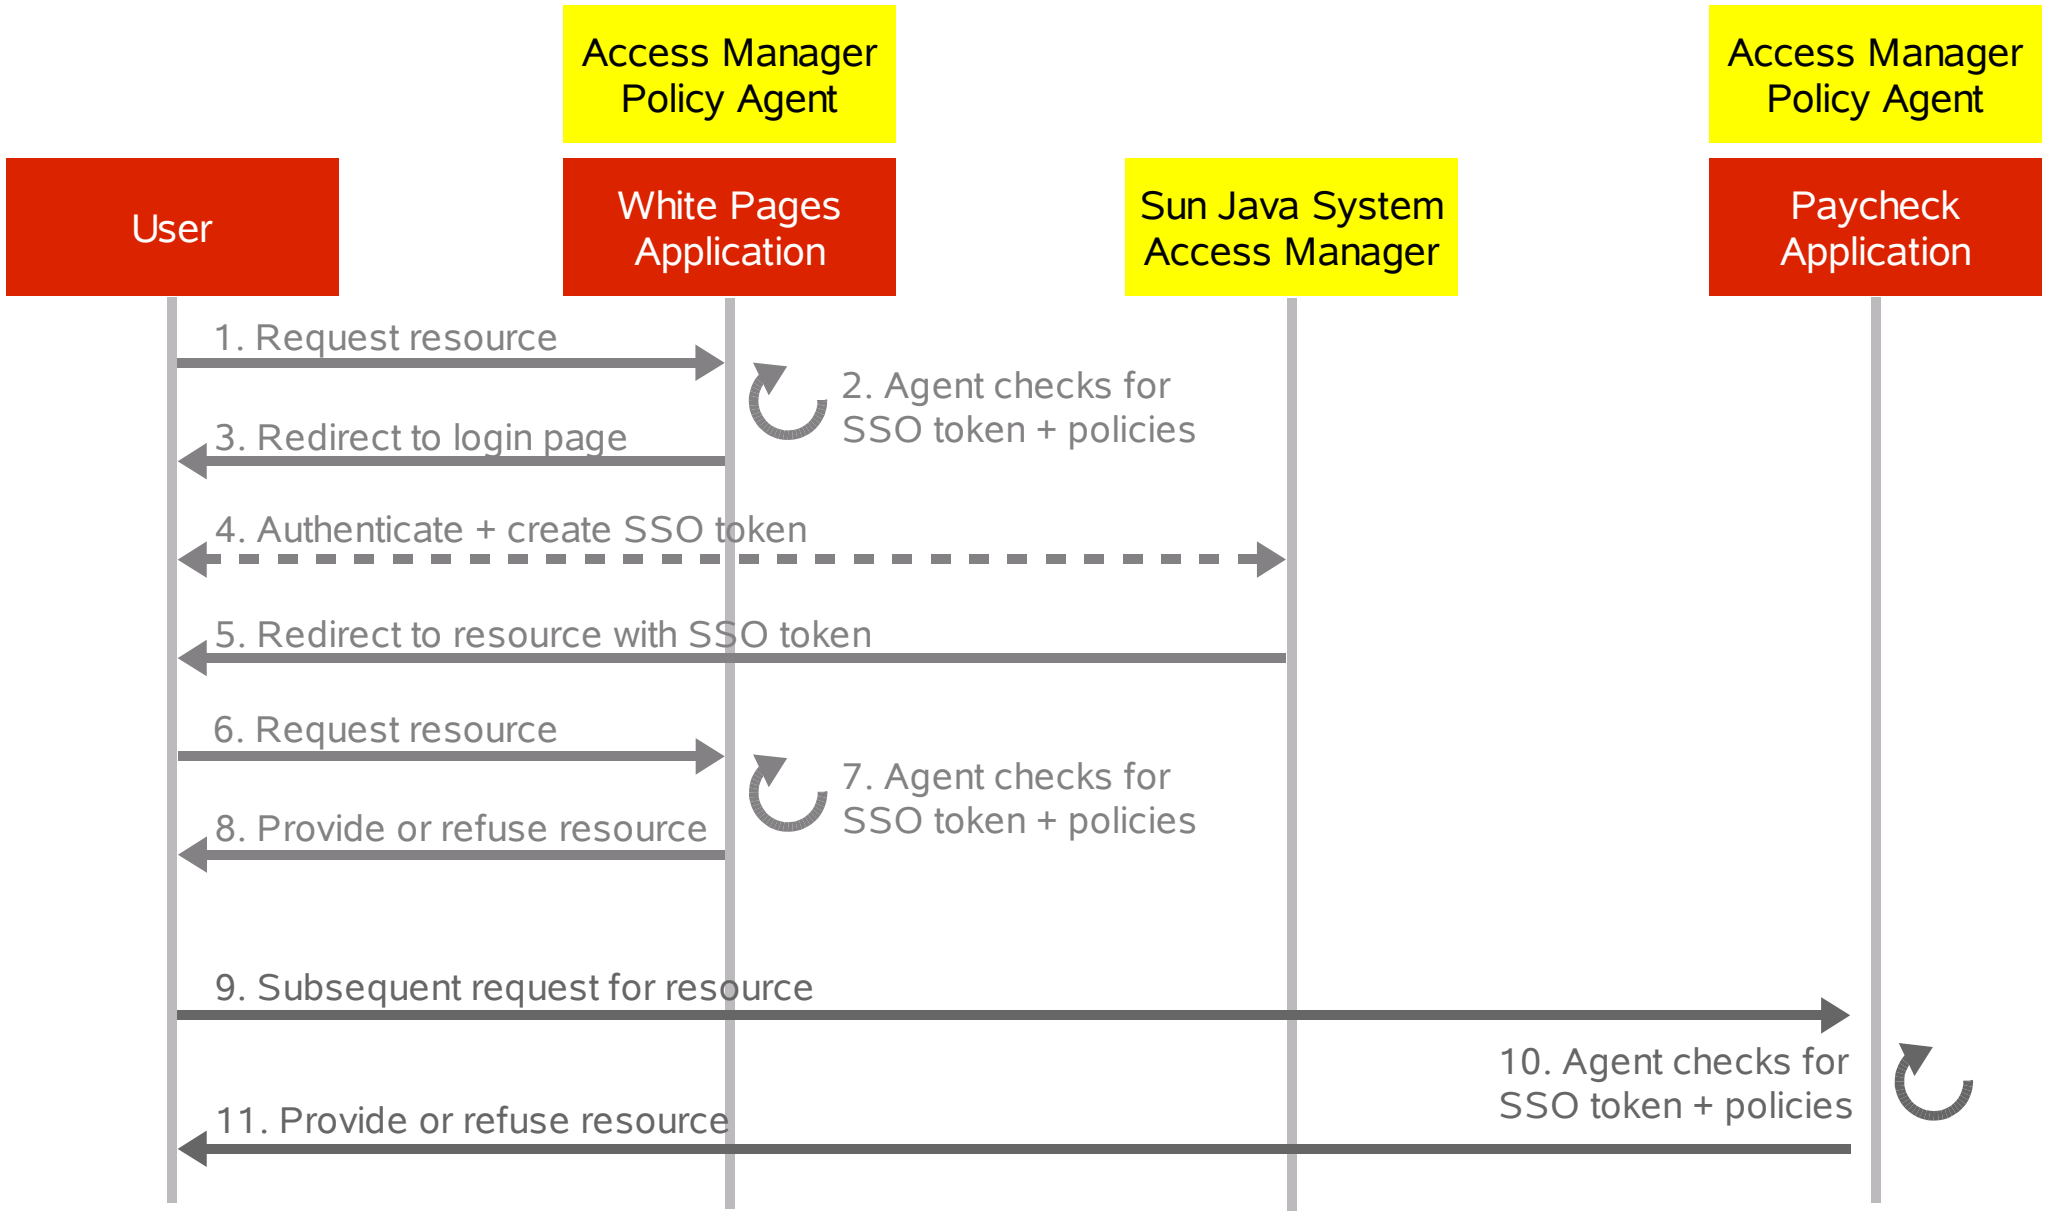 Access Manager
Policy Agent
Access Manager
Policy Agent
User
White Pages
Application
Sun Java System
Access Manager
Paycheck
Application
1. Request resource
2. Agent checks for
SSO token + policies
3. Redirect to login page
4. Authenticate + create SSO token
5. Redirect to resource with SSO token
6. Request resource
7. Agent checks for
SSO token + policies
8. Provide or refuse resource
9. Subsequent request for resource
10. Agent checks for
SSO token + policies
11. Provide or refuse resource